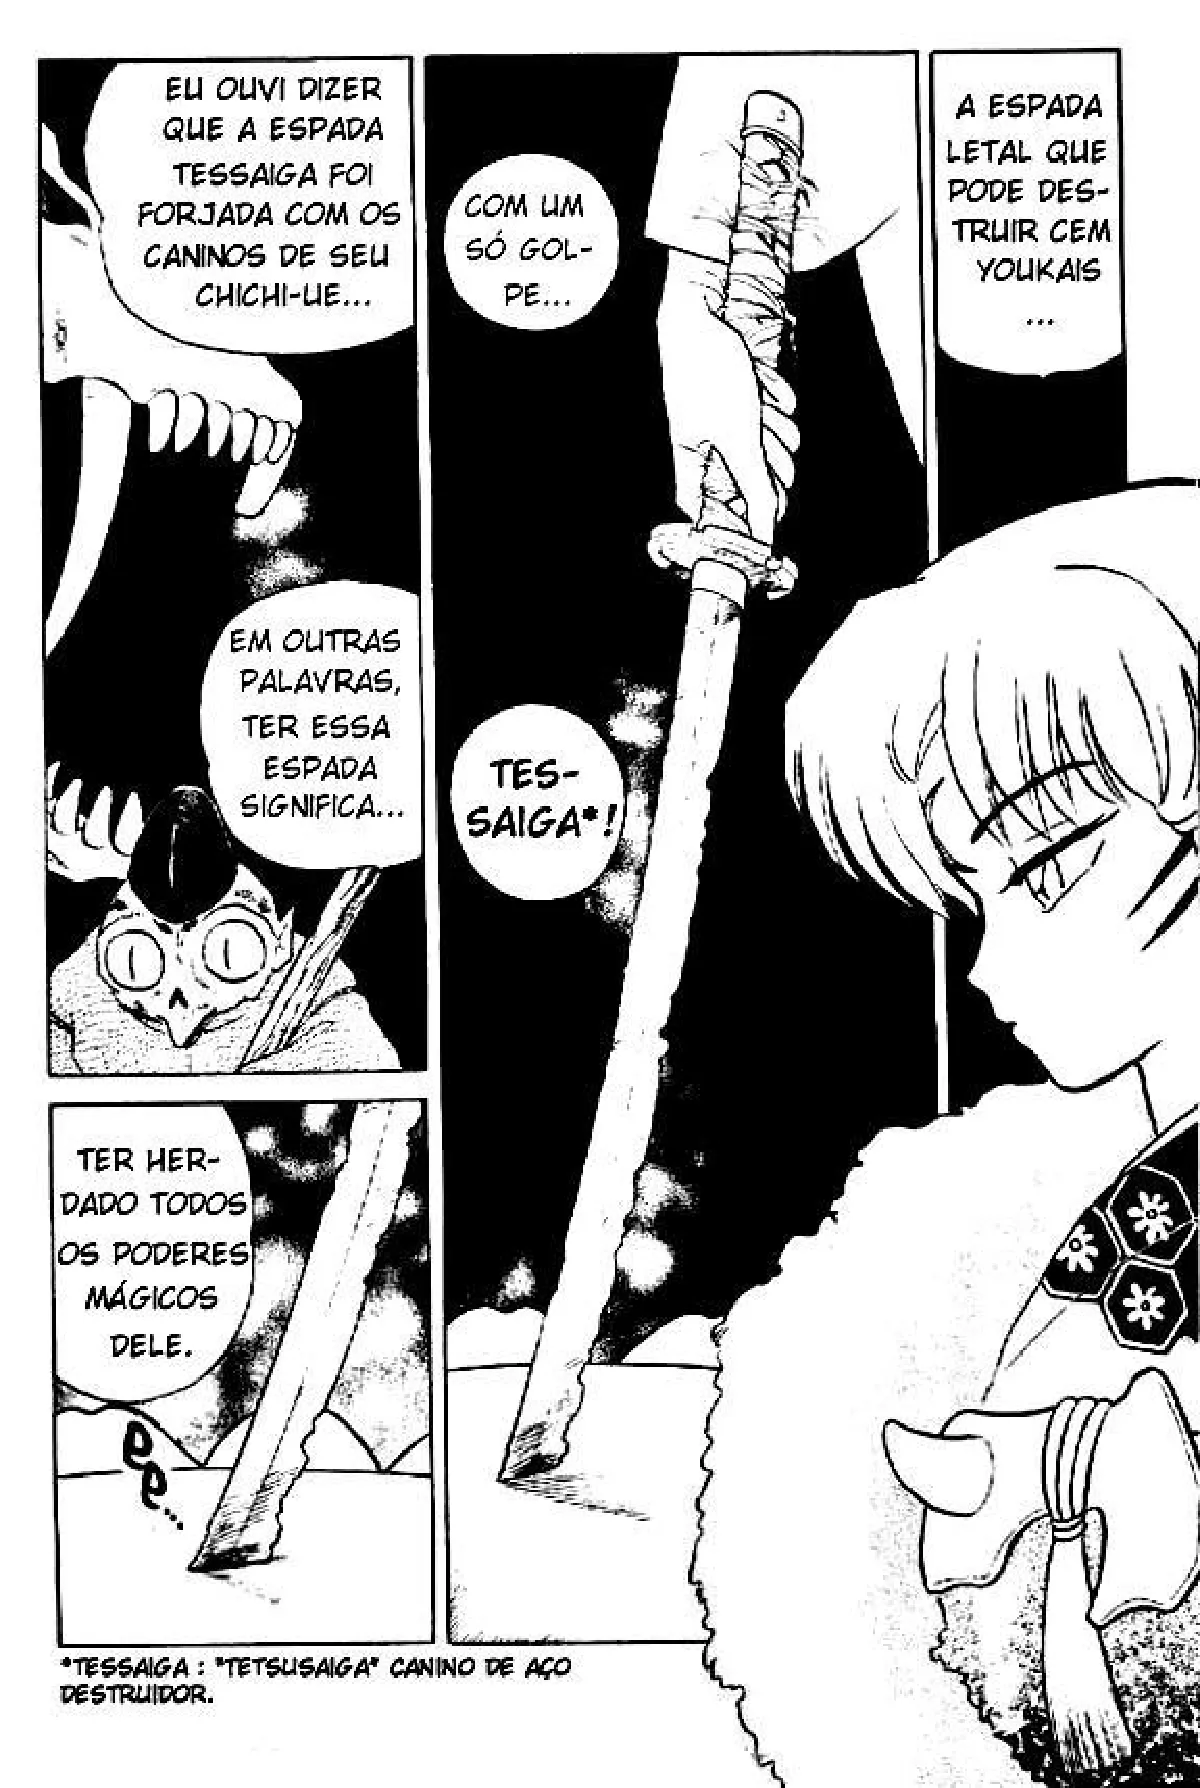 A ESPADA
LETAL QUE
PODE DES-
TRUIR CEM
YOUKAIS
...
COM UM
SÓ GOL-
PE...
TES-
SAIGA*!
EU OUVI DIZER
QUE A ESPADA
TESSAIGA FOI
FORJADA COM OS
CANINOS DE SEU
CHICHI-UE...
EM OUTRAS
PALAVRAS,
TER ESSA
ESPADA
SIGNIFICA...
TER HER-
DADO TODOS
OS PODERES
MÁGICOS
DELE.
*TESSAIGA : "TETSUSAIGA" CANINO DE AÇO
DESTRUIDOR.